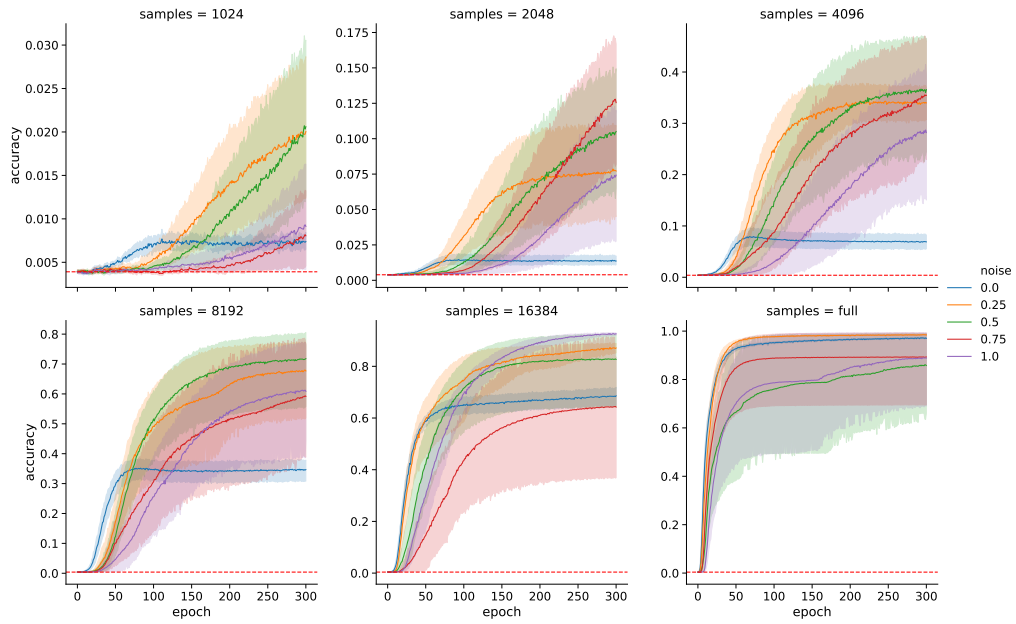 samples = 1024
samples = 2048
samples = 4096
accuracy
0.030
0.025
0.020
0.015
0.010
0.005
0.175
0.150
0.125
0.100
0.075
0.050
0.025
0.000
0.4
0.3
0.2
0.1
0.0
samples = 8192
samples = 16384
samples = full
accuracy
0.8
0.7
0.6
0.5
0.4
0.3
0.2
0.1
0.0
0 50 100 150 200 250 300
epoch
0.8
0.6
0.4
0.2
0.0
0 50 100 150 200 250 300
epoch
1.0
0.8
0.6
0.4
0.2
0.0
0 50 100 150 200 250 300
epoch
noise
0.0
0.25
0.5
0.75
1.0